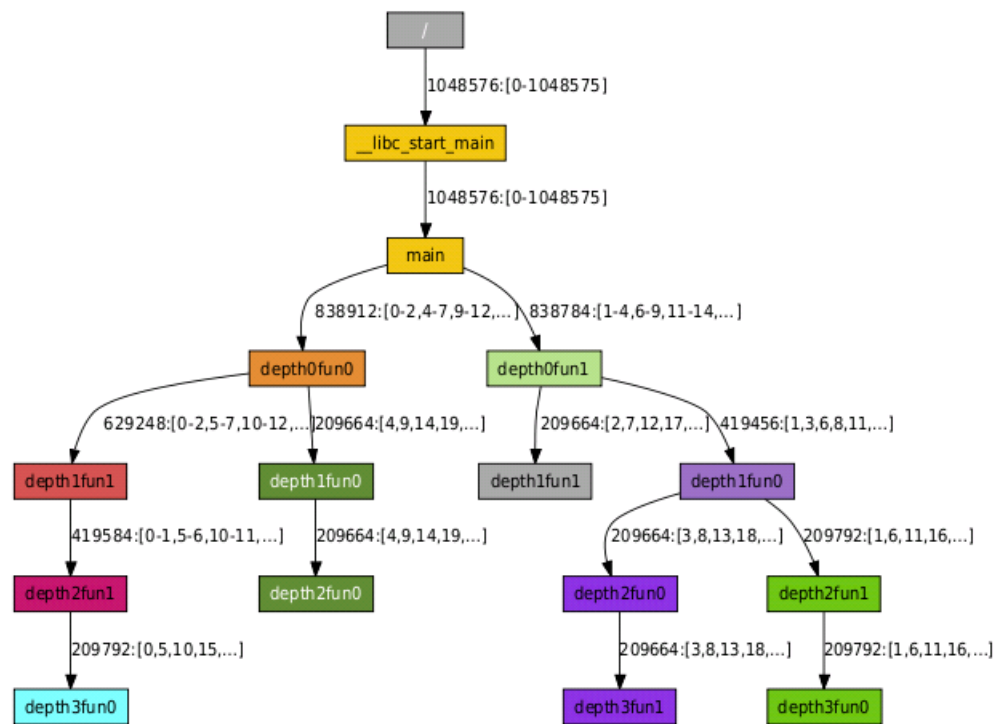 /
1048576:[0-1048575]
__libc_start_main
1048576:[0-1048575]
main
838912:[0-2,4-7,9-12,...]
838784:[1-4,6-9,11-14,...]
depth0fun0
depth0fun1
629248:[0-2,5-7,10-12,...]
209664:[4,9,14,19,...]
209664:[2,7,12,17,...]
419456:[1,3,6,8,11,...]
depth1fun1
depth1fun0
depth1fun1
depth1fun0
419584:[0-1,5-6,10-11,...]
209664:[4,9,14,19,...]
209664:[3,8,13,18,...]
209792:[1,6,11,16,...]
depth2fun1
depth2fun0
depth2fun0
depth2fun1
209792:[0,5,10,15,...]
209664:[3,8,13,18,...]
209792:[1,6,11,16,...]
depth3fun0
depth3fun1
depth3fun0